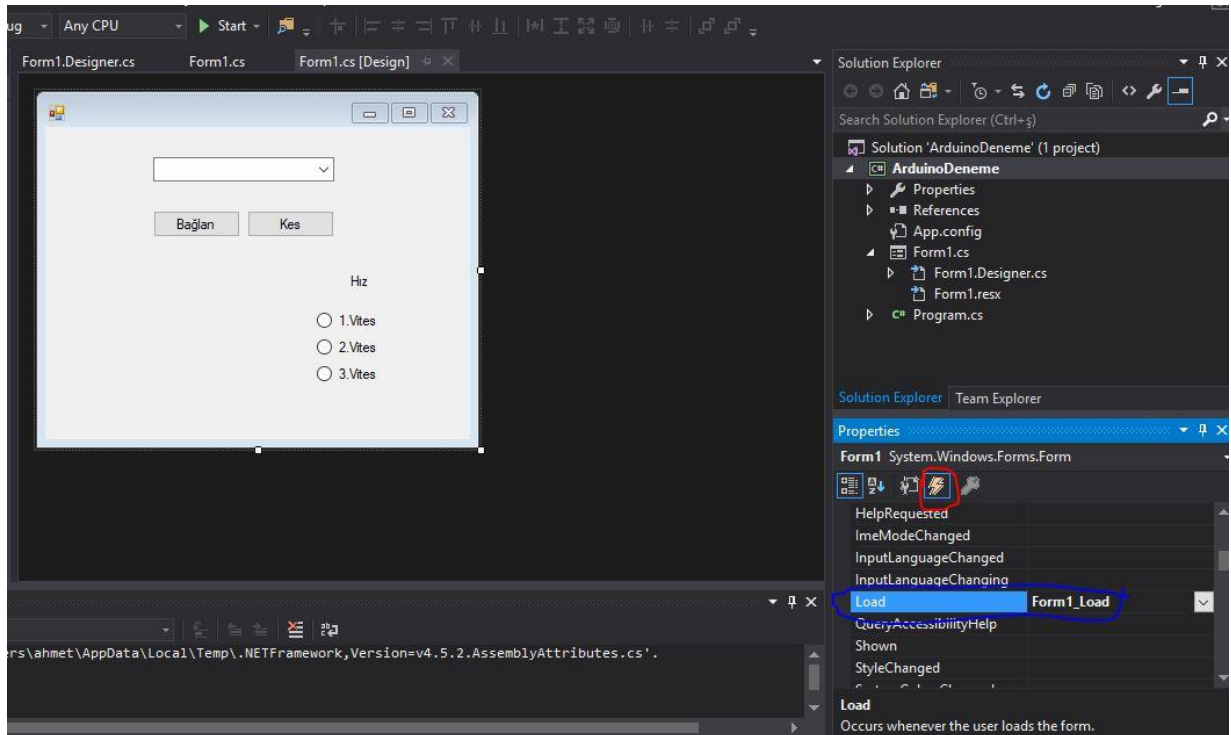 ug Any CPU Start
Form1.Designer.cs Form1.cs Form1.cs [Design]
Bağlan Kes
Hız
1.Vites
2.Vites
3.Vites
ers\ahmet\AppData\Local\Temp\.NETFramework,Version=v4.5.2.AssemblyAttributes.cs'.
Solution Explorer
Search Solution Explorer (Ctrl+ş)
Solution 'ArduinoDeneme' (1 project)
C# ArduinoDeneme
Properties
References
App.config
Form1.cs
Form1.Designer.cs
Form1.resx
C# Program.cs
Solution Explorer Team Explorer
Properties
Form1 System.Windows.Forms.Form
HelpRequested
ImeModeChanged
InputLanguageChanged
InputLanguageChanging
Load Form1_Load
QueryAccessibilityHelp
Shown
StyleChanged
Load
Occurs whenever the user loads the form.